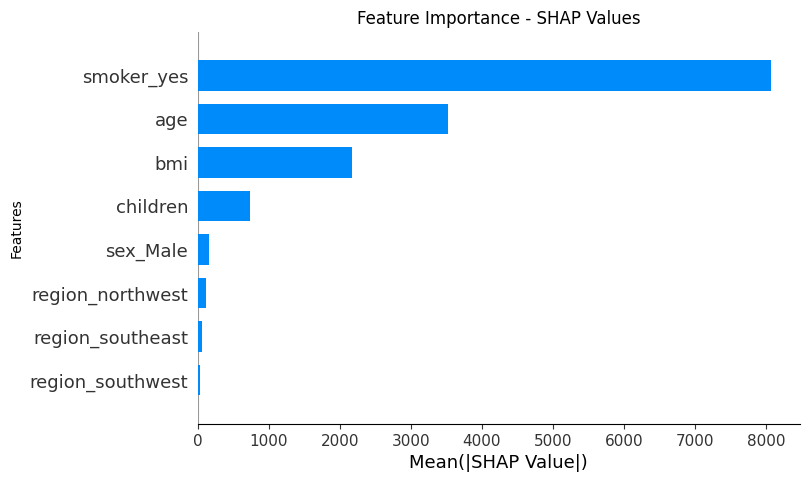 Feature Importance - SHAP Values
Features
smoker_yes
age
bmi
children
sex_Male
region_northwest
region_southeast
region_southwest
0 1000 2000 3000 4000 5000 6000 7000 8000
Mean(|SHAP Value|)